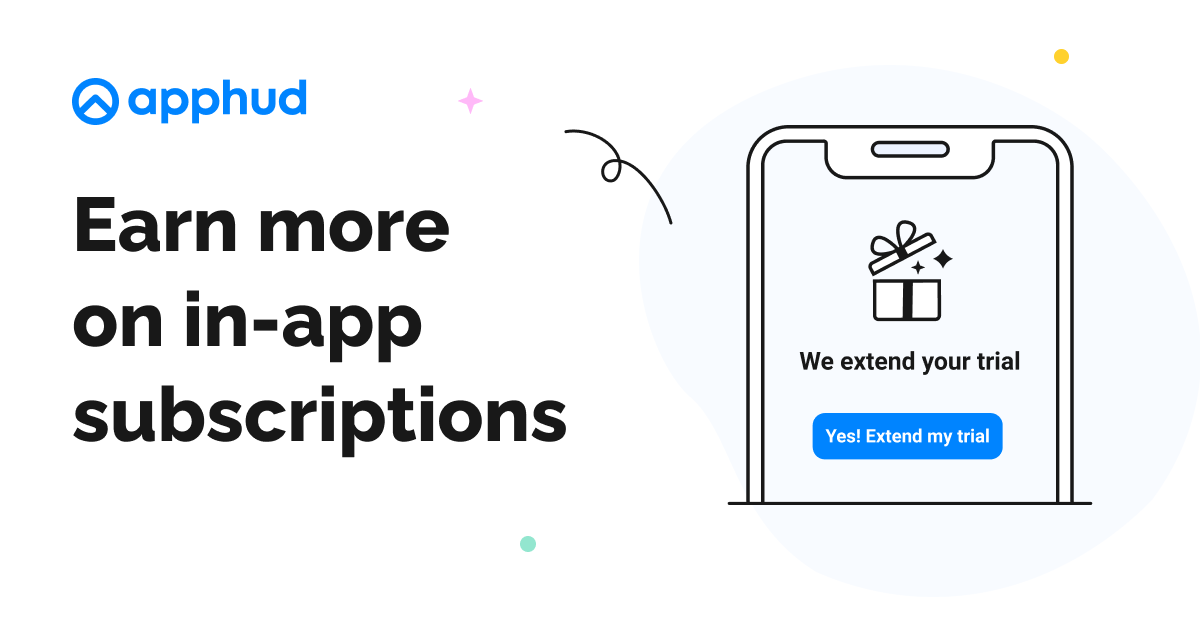 apphud
Earn more
on in-app
subscriptions
We extend your trial
Yes! Extend my trial